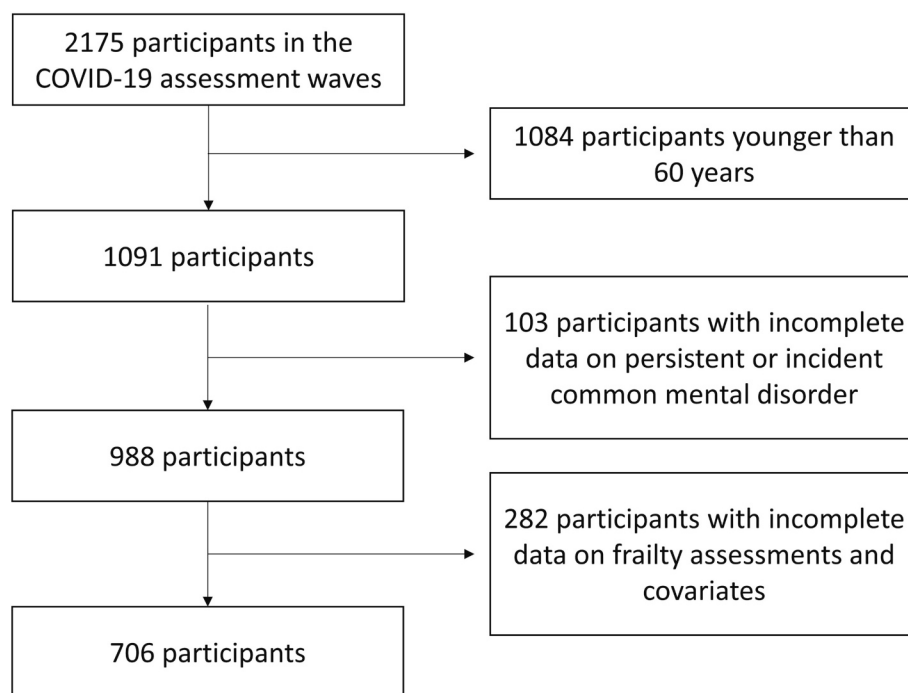 2175 participants in the
COVID-19 assessment waves
1084 participants younger than
60 years
1091 participants
103 participants with incomplete
data on persistent or incident
common mental disorder
988 participants
282 participants with incomplete
data on frailty assessments and
covariates
706 participants